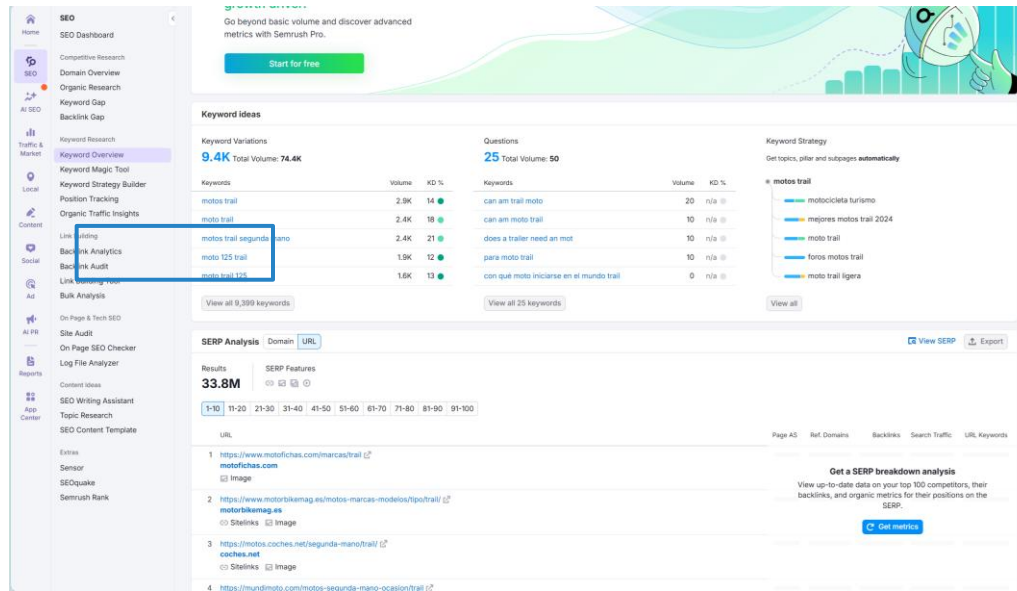 growth driven
Go beyond basic volume and discover advanced
metrics with Semrush Pro.
Start for free
Home
SEO
AI SEO
Traffic &
Market
Local
Content
Social
Ad
AI PR
Reports
App
Center
SEO
SEO Dashboard
Competitive Research
Domain Overview
Organic Research
Keyword Gap
Backlink Gap
Keyword Research
Keyword Overview
Keyword Magic Tool
Keyword Strategy Builder
Position Tracking
Organic Traffic Insights
Link Building
Backlink Analytics
Backlink Audit
Link Building Tool
Bulk Analysis
On Page & Tech SEO
Site Audit
On Page SEO Checker
Log File Analyzer
Content Ideas
SEO Writing Assistant
Topic Research
SEO Content Template
Extras
Sensor
SEOquake
Semrush Rank
Keyword ideas
Keyword Variations
9.4K Total Volume: 74.4K
Keywords Volume KD %
motos trail 2.9K 14
moto trail 2.4K 18
motos trail segunda mano 2.4K 21
moto 125 trail 1.9K 12
moto trail 125 1.6K 13
View all 9,399 keywords
Questions
25 Total Volume: 50
Keywords Volume KD %
can am trail moto 20 n/a
can am moto trail 10 n/a
does a trailer need an mot 10 n/a
para moto trail 10 n/a
con qué moto iniciarse en el mundo trail 0 n/a
View all 25 keywords
Keyword Strategy
Get topics, pillar and subpages automatically
motos trail
motocicleta turismo
mejores motos trail 2024
moto trail
foros motos trail
moto trail ligera
View all
SERP Analysis Domain URL
View SERP Export
Results SERP Features
33.8M
1-10 11-20 21-30 31-40 41-50 51-60 61-70 71-80 81-90 91-100
URL Page AS Ref. Domains Backlinks Search Traffic URL Keywords
1 https://www.motofichas.com/marcas/trail
motofichas.com
Image
2 https://www.motorbikemag.es/motos-marcas-modelos/tipo/trail/
motorbikemag.es
Sitelinks Image
3 https://motos.coches.net/segunda-mano/trail/
coches.net
Sitelinks Image
4 https://mundimoto.com/motos-segunda-mano-ocasion/trail
Get a SERP breakdown analysis
View up-to-date data on your top 100 competitors, their
backlinks, and organic metrics for their positions on the
SERP.
Get metrics